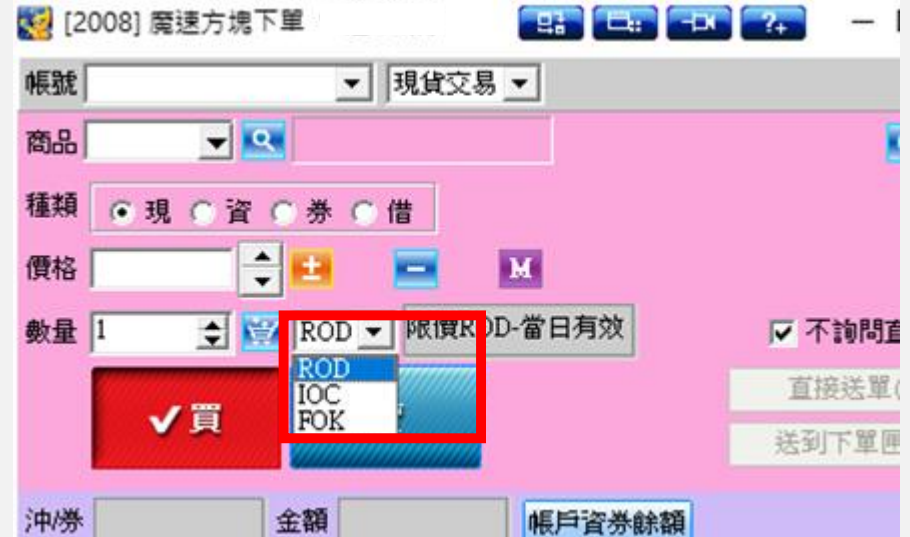 [2008] 魔速方塊下單
帳號 現貨交易
商品
種類 現 資 券 借
價格 M
數量 1 ROD 限價ROD-當日有效 不詢問直
ROD
IOC
FOK
買
直接送單(
送到下單匣
沖/券 金額 帳戶資券餘額